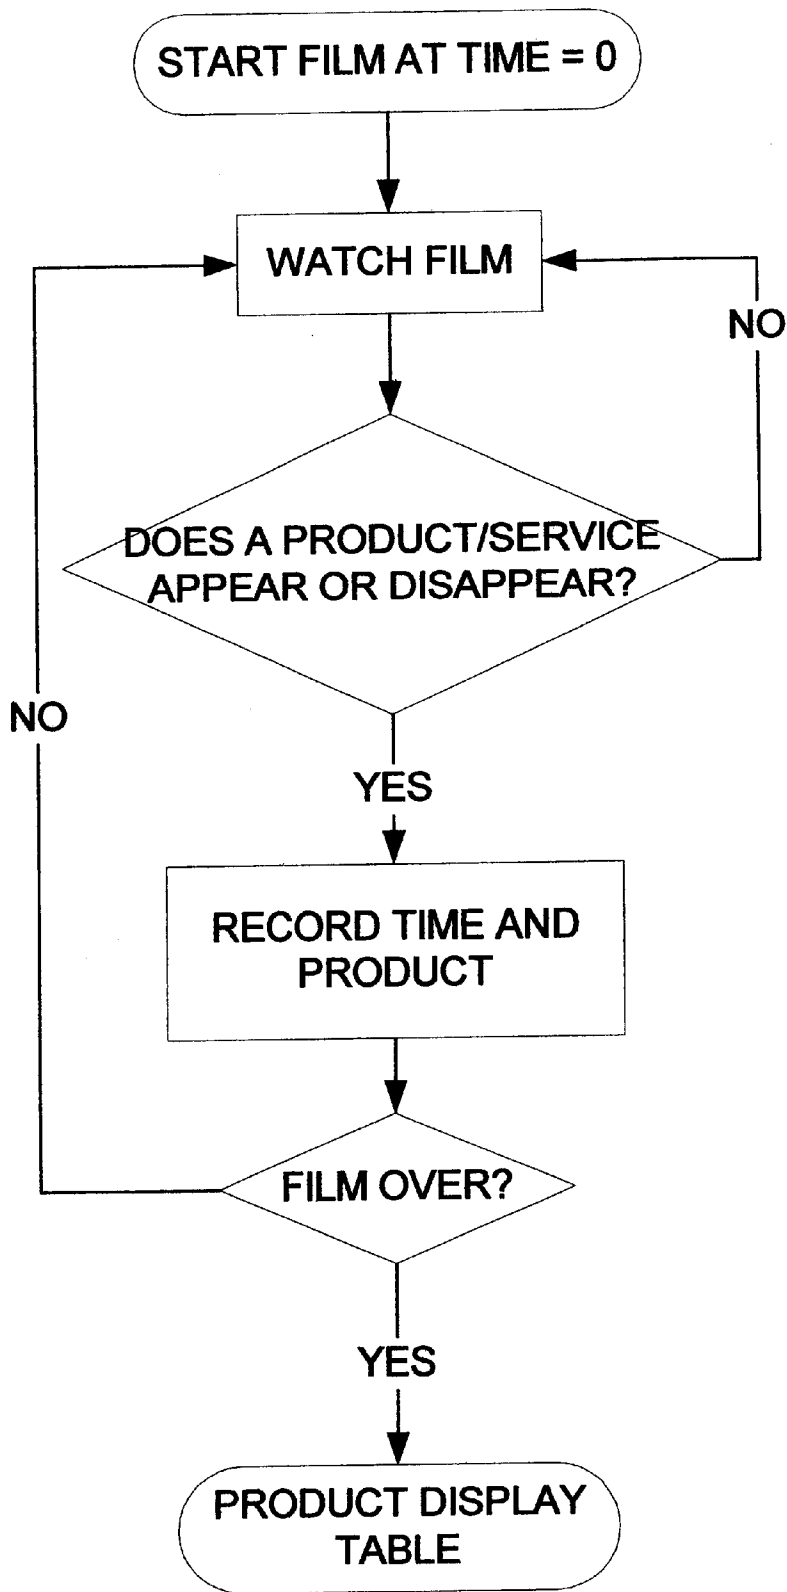 START FILM AT TIME = 0
WATCH FILM
NO
DOES A PRODUCT/SERVICE
APPEAR OR DISAPPEAR?
NO
YES
RECORD TIME AND
PRODUCT
FILM OVER?
YES
PRODUCT DISPLAY
TABLE